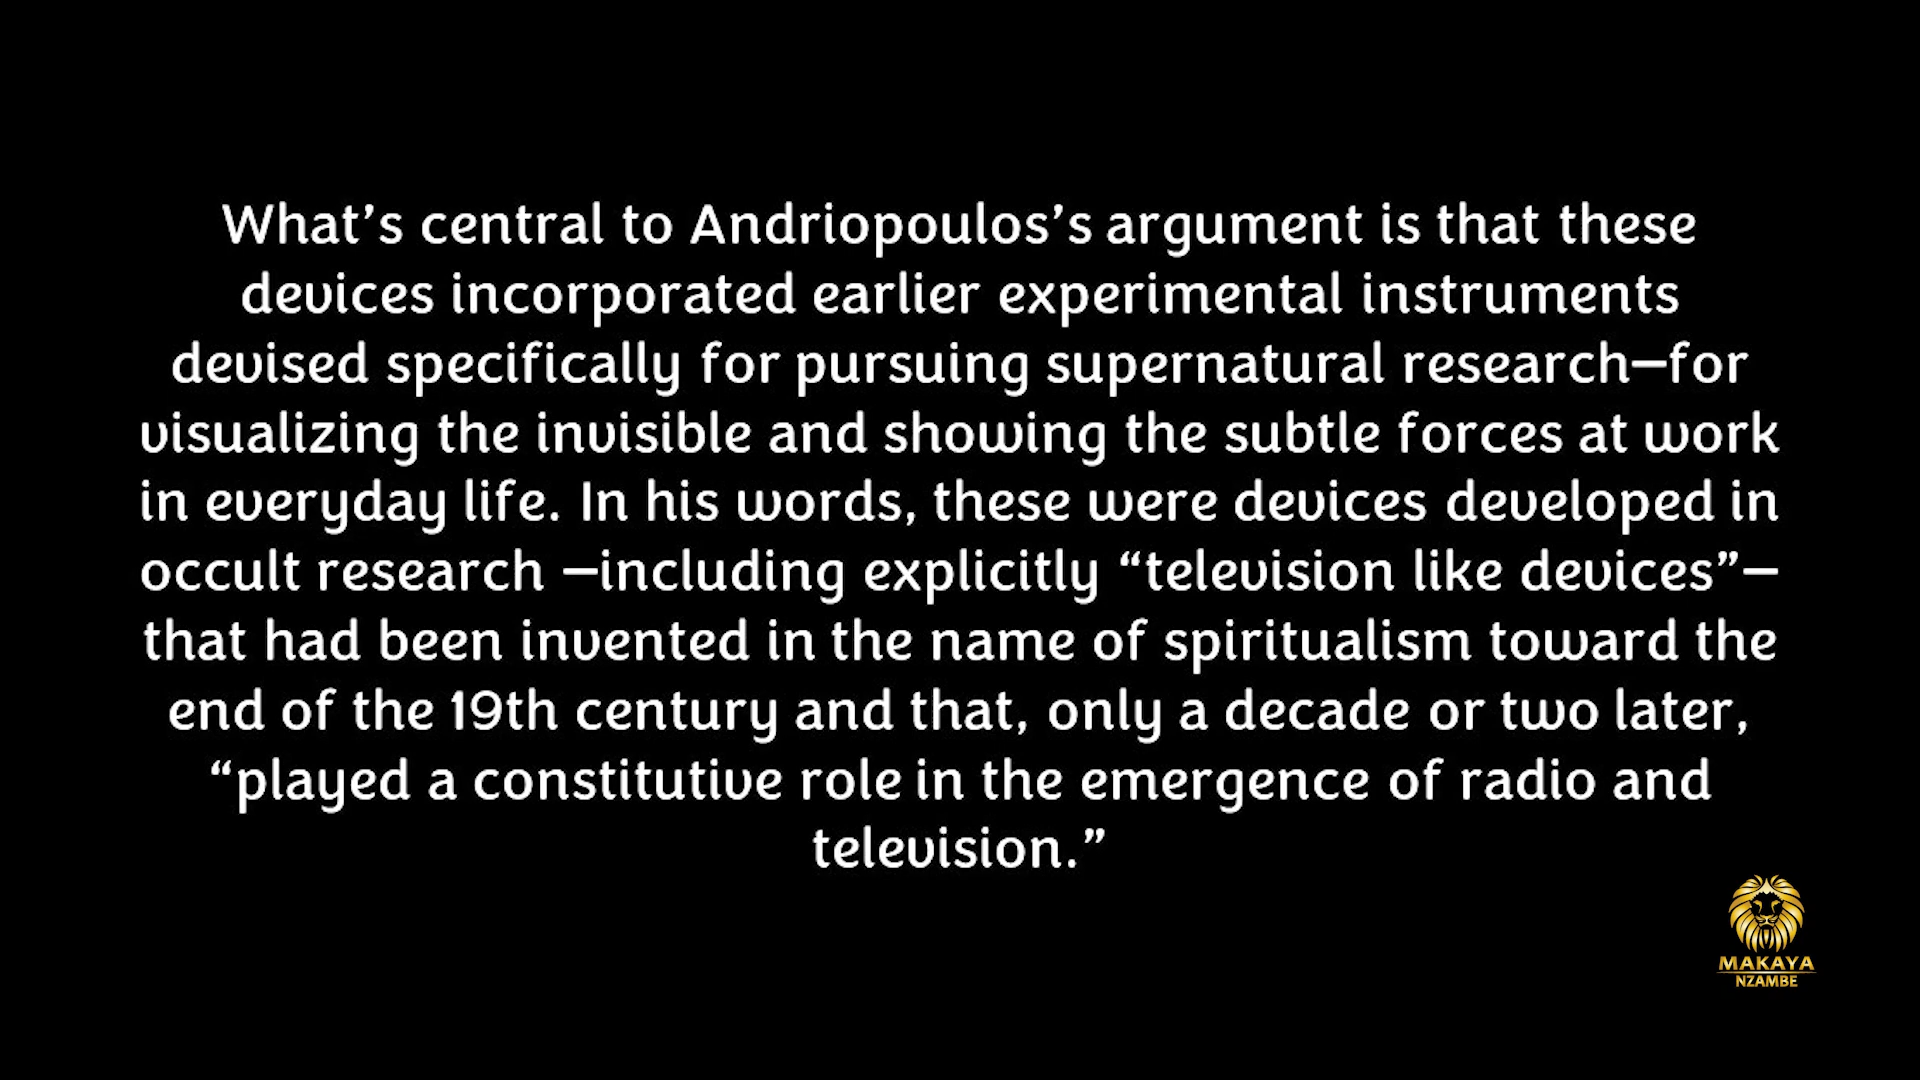 What’s central to Andriopoulos’s argument is that these
devices incorporated earlier experimental instruments
devised specifically for pursuing supernatural research—for
visualizing the invisible and showing the subtle forces at work
in everyday life. In his words, these were devices developed in
occult research —including explicitly “television like devices”—
that had been invented in the name of spiritualism toward the
end of the 19th century and that, only a decade or two later,
“played a constitutive role in the emergence of radio and
television.”
MAKAYA
NZAMBE